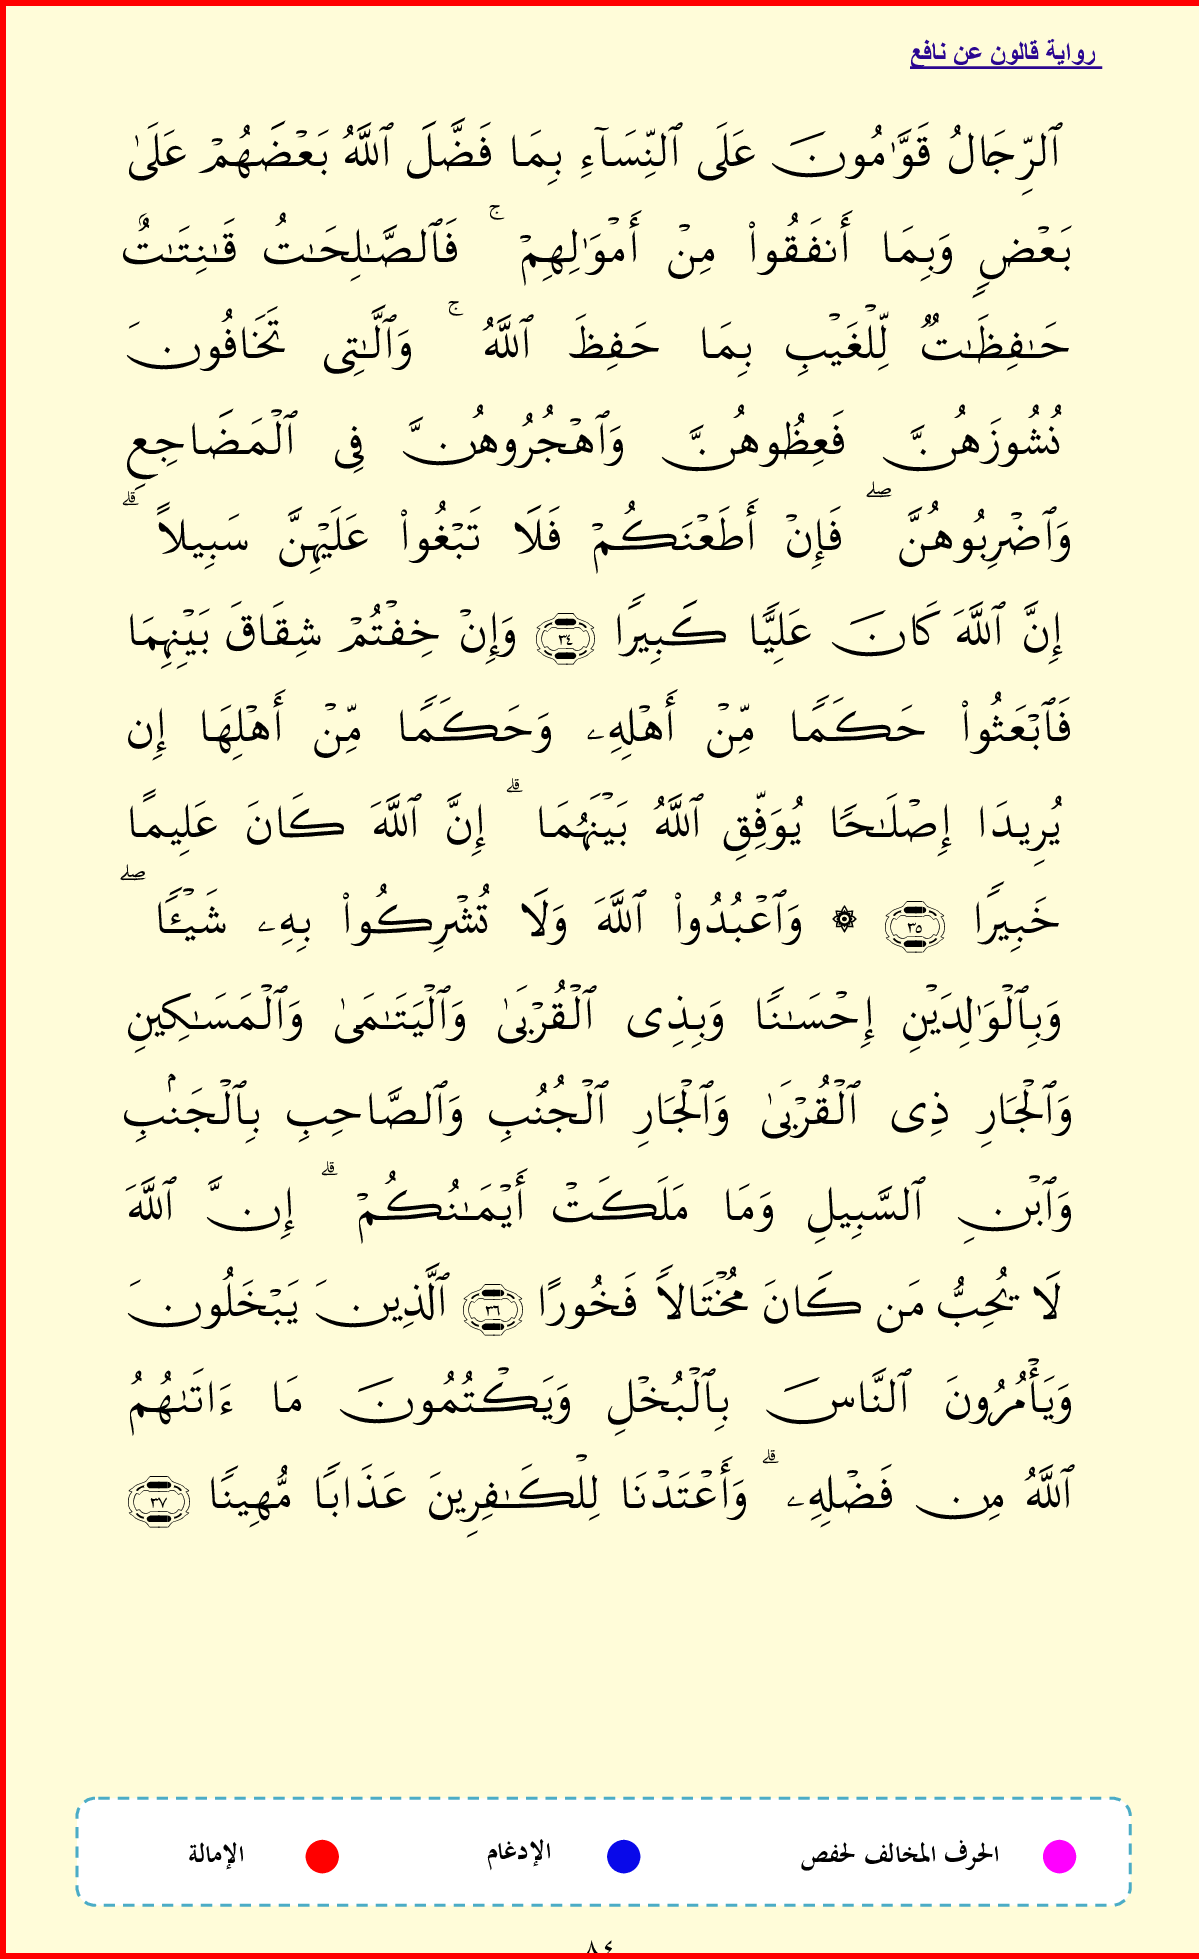 رواية قالون عن نافع
ٱلرِّجَالُ قَوَّٰمُونَ عَلَى ٱلنِّسَآءِ بِمَا فَضَّلَ ٱللَّهُ بَعْضَهُمْ عَلَىٰ
بَعْضٍ وَبِمَا أَنفَقُواْ مِنْ أَمْوَٰلِهِمْ ۚ فَٱلصَّٰلِحَٰتُ قَٰنِتَٰتٌ
حَٰفِظَٰتٌ لِّلْغَيْبِ بِمَا حَفِظَ ٱللَّهُ ۚ وَٱلَّٰتِى تَخَافُونَ
نُشُوزَهُنَّ فَعِظُوهُنَّ وَٱهْجُرُوهُنَّ فِى ٱلْمَضَاجِعِ
وَٱضْرِبُوهُنَّ ۖ فَإِنْ أَطَعْنَكُمْ فَلَا تَبْغُواْ عَلَيْهِنَّ سَبِيلاً ۗ
إِنَّ ٱللَّهَ كَانَ عَلِيًّا كَبِيرًا ٣٤ وَإِنْ خِفْتُمْ شِقَاقَ بَيْنِهِمَا
فَٱبْعَثُواْ حَكَمًا مِّنْ أَهْلِهِۦ وَحَكَمًا مِّنْ أَهْلِهَا إِن
يُرِيدَا إِصْلَٰحًا يُوَفِّقِ ٱللَّهُ بَيْنَهُمَا ۗ إِنَّ ٱللَّهَ كَانَ عَلِيمًا
خَبِيرًا ٣٥ ۞ وَٱعْبُدُواْ ٱللَّهَ وَلَا تُشْرِكُواْ بِهِۦ شَيْـًٔا ۖ
وَبِٱلْوَٰلِدَيْنِ إِحْسَٰنًا وَبِذِى ٱلْقُرْبَىٰ وَٱلْيَتَٰمَىٰ وَٱلْمَسَٰكِينِ
وَٱلْجَارِ ذِى ٱلْقُرْبَىٰ وَٱلْجَارِ ٱلْجُنُبِ وَٱلصَّاحِبِ بِٱلْجَنۢبِ
وَٱبْنِ ٱلسَّبِيلِ وَمَا مَلَكَتْ أَيْمَٰنُكُمْ ۗ إِنَّ ٱللَّهَ
لَا يُحِبُّ مَن كَانَ مُخْتَالاً فَخُورًا ٣٦ ٱلَّذِينَ يَبْخَلُونَ
وَيَأْمُرُونَ ٱلنَّاسَ بِٱلْبُخْلِ وَيَكْتُمُونَ مَا ءَاتَىٰهُمُ
ٱللَّهُ مِن فَضْلِهِۦ ۗ وَأَعْتَدْنَا لِلْكَٰفِرِينَ عَذَابًا مُّهِينًا ٣٧
الحرف المخالف لحفص الإدغام الإمالة
٨٤